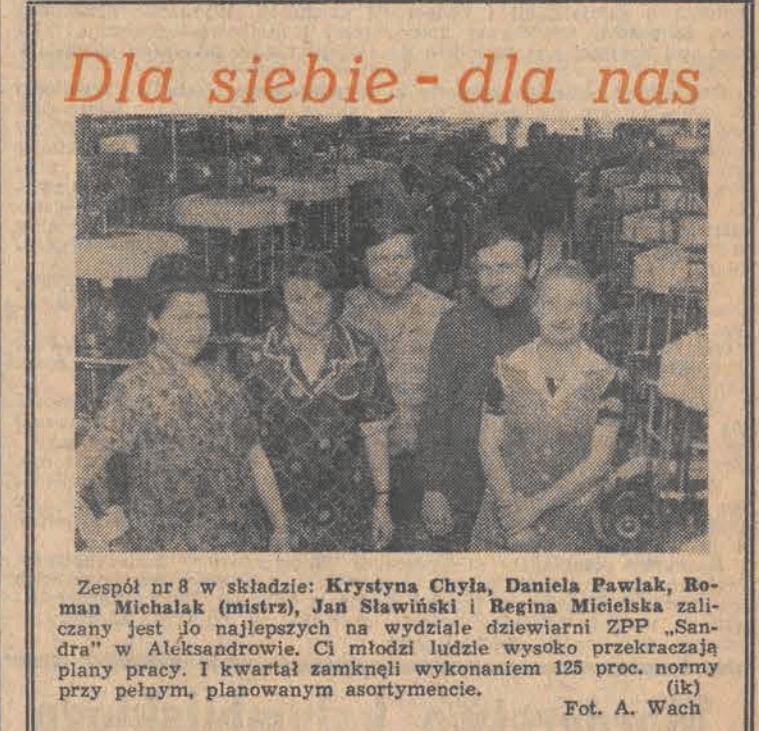 Dla siebie - dla nas
Zespół nr 8 w składzie: Krystyna Chyła, Daniela Pawlak, Ro-
man Michalak (mistrz), Jan Sławiński i Regina Micielska zali-
czany jest do najlepszych na wydziale dziewiarni ZPP „San-
dra” w Aleksandrowie. Ci młodzi ludzie wysoko przekraczają
plany pracy. I kwartał zamknęli wykonaniem 125 proc. normy
przy pełnym, planowanym asortymencie. (ik)
Fot. A. Wach